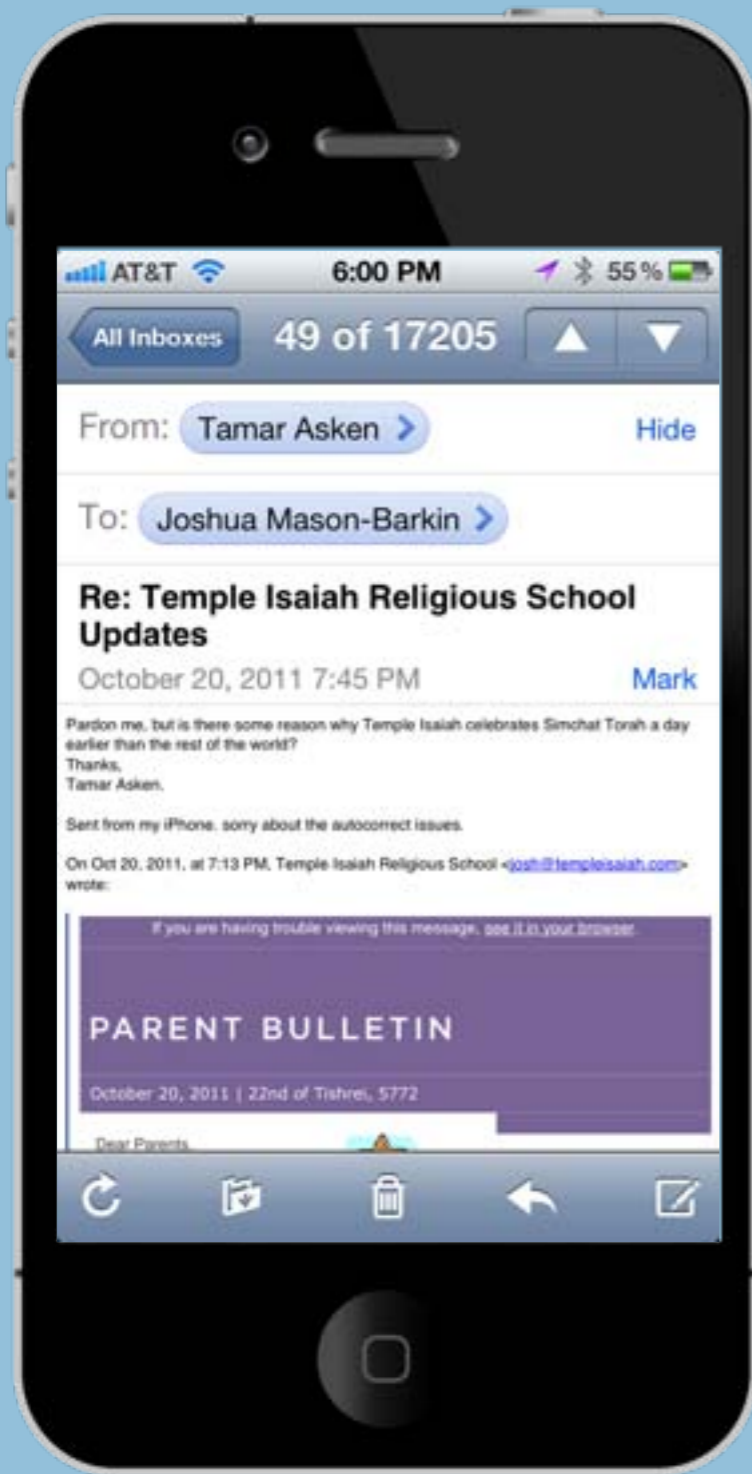 AT&T 6:00 PM 55%
All Inboxes 49 of 17205
From: Tamar Asken Hide
To: Joshua Mason-Barkin
Re: Temple Isaiah Religious School
Updates
October 20, 2011 7:45 PM Mark
Pardon me, but is there some reason why Temple Isaiah celebrates Simchat Torah a day
earlier than the rest of the world?
Thanks,
Tamar Asken.
Sent from my iPhone. sorry about the autocorrect issues.
On Oct 20, 2011, at 7:13 PM, Temple Isaiah Religious School <josh@templeisaiah.com>
wrote:
If you are having trouble viewing this message, see it in your browser.
PARENT BULLETIN
October 20, 2011 | 22nd of Tishrei, 5772
Dear Parents,